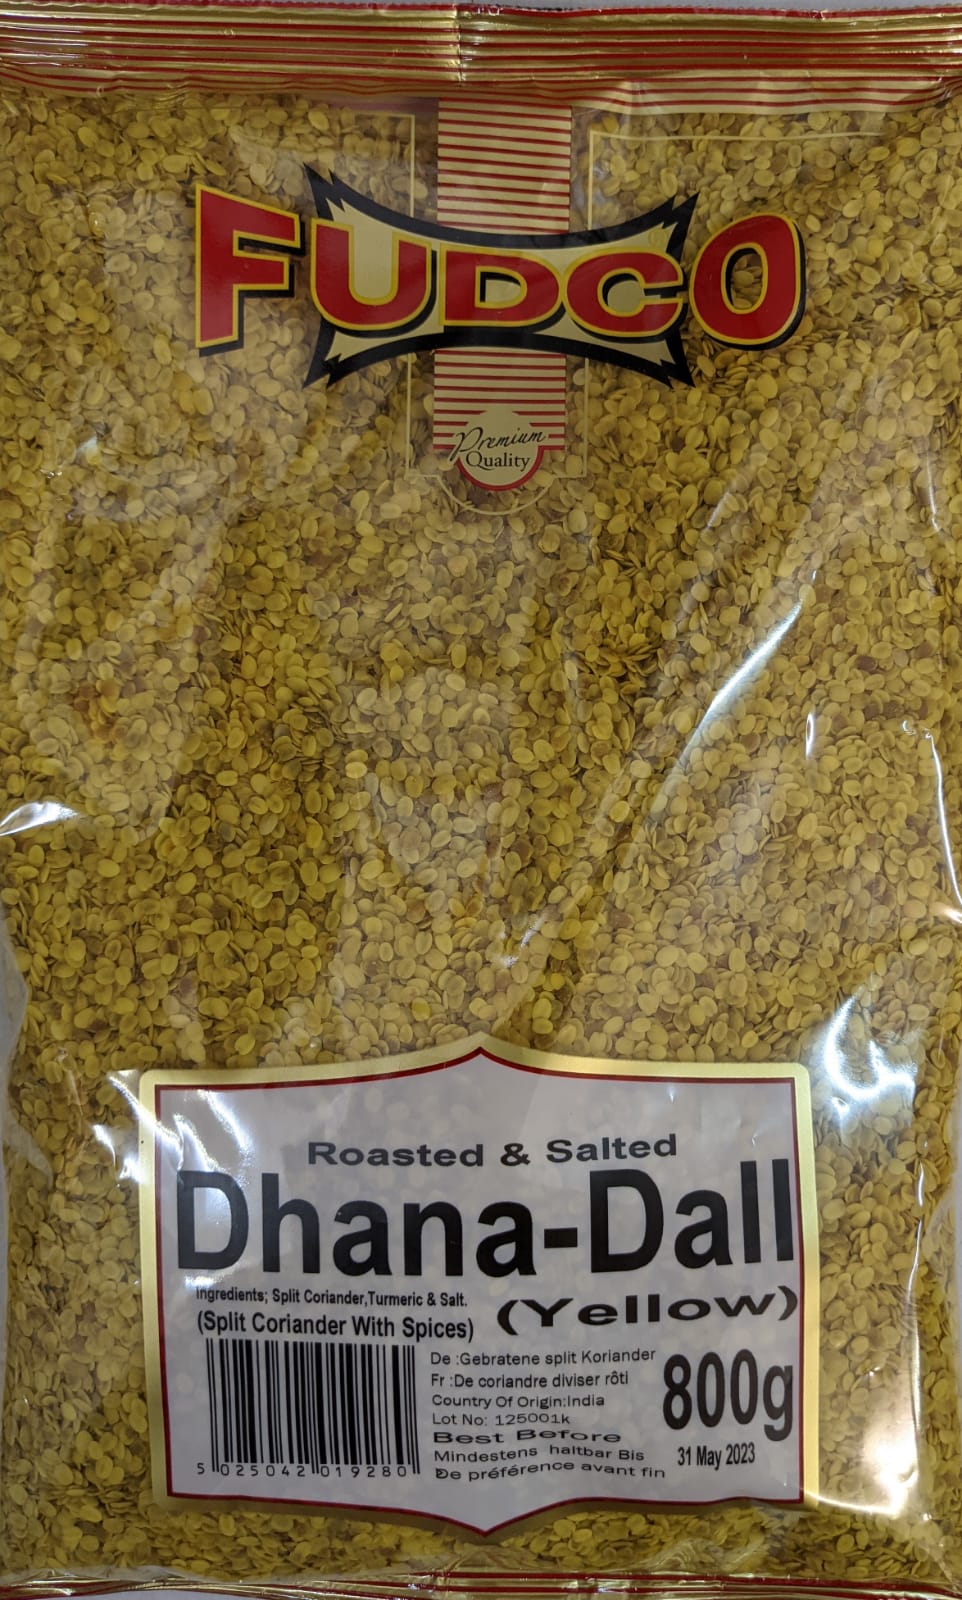 FUDCO
Premium
Quality
Roasted & Salted
Dhana-Dall
Ingredients; Split Coriander,Turmeric & Salt.
(Yellow)
(Split Coriander With Spices)
De :Gebratene split Koriander
Fr :De coriandre diviser rôti
800g
Country Of Origin:India
Lot No: 125001k
Best Before
Mindestens haltbar Bis
31 May 2023
De préférence avant fin
5 025042 019280